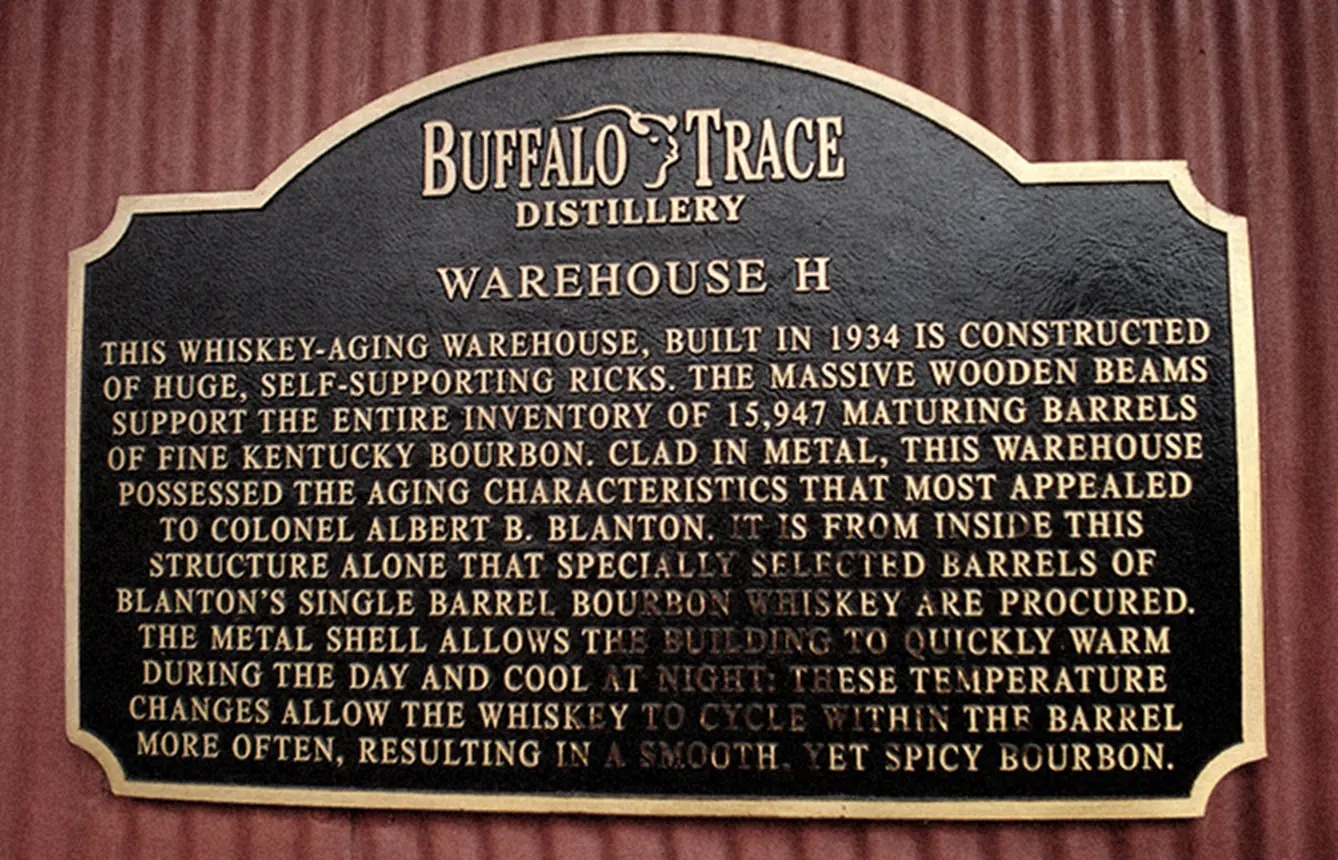 BUFFALO TRACE
DISTILLERY
WAREHOUSE H
THIS WHISKEY-AGING WAREHOUSE, BUILT IN 1934 IS CONSTRUCTED
OF HUGE, SELF-SUPPORTING RICKS. THE MASSIVE WOODEN BEAMS
SUPPORT THE ENTIRE INVENTORY OF 15,947 MATURING BARRELS
OF FINE KENTUCKY BOURBON. CLAD IN METAL, THIS WAREHOUSE
POSSESSED THE AGING CHARACTERISTICS THAT MOST APPEALED
TO COLONEL ALBERT B. BLANTON. IT IS FROM INSIDE THIS
STRUCTURE ALONE THAT SPECIALLY SELECTED BARRELS OF
BLANTON'S SINGLE BARREL BOURBON WHISKEY ARE PROCURED.
THE METAL SHELL ALLOWS THE BUILDING TO QUICKLY WARM
DURING THE DAY AND COOL AT NIGHT: THESE TEMPERATURE
CHANGES ALLOW THE WHISKEY TO CYCLE WITHIN THE BARREL
MORE OFTEN, RESULTING IN A SMOOTH, YET SPICY BOURBON.